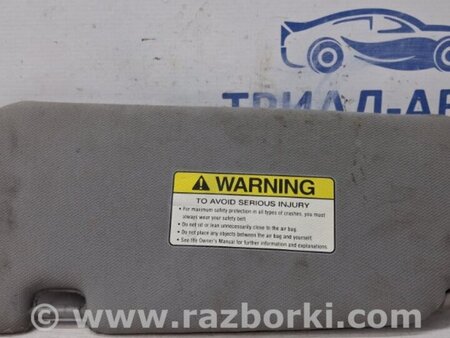 ТРИАЛ-АВ
⚠ WARNING
TO AVOID SERIOUS INJURY
• For maximum safety protection in all types of crashes, you must
always wear your safety belt.
• Do not sit or lean unnecessarily close to the air bag.
• Do not place any objects between the air bag and yourself.
• See the Owner's Manual for further information and explanations.
© www.razborki.com